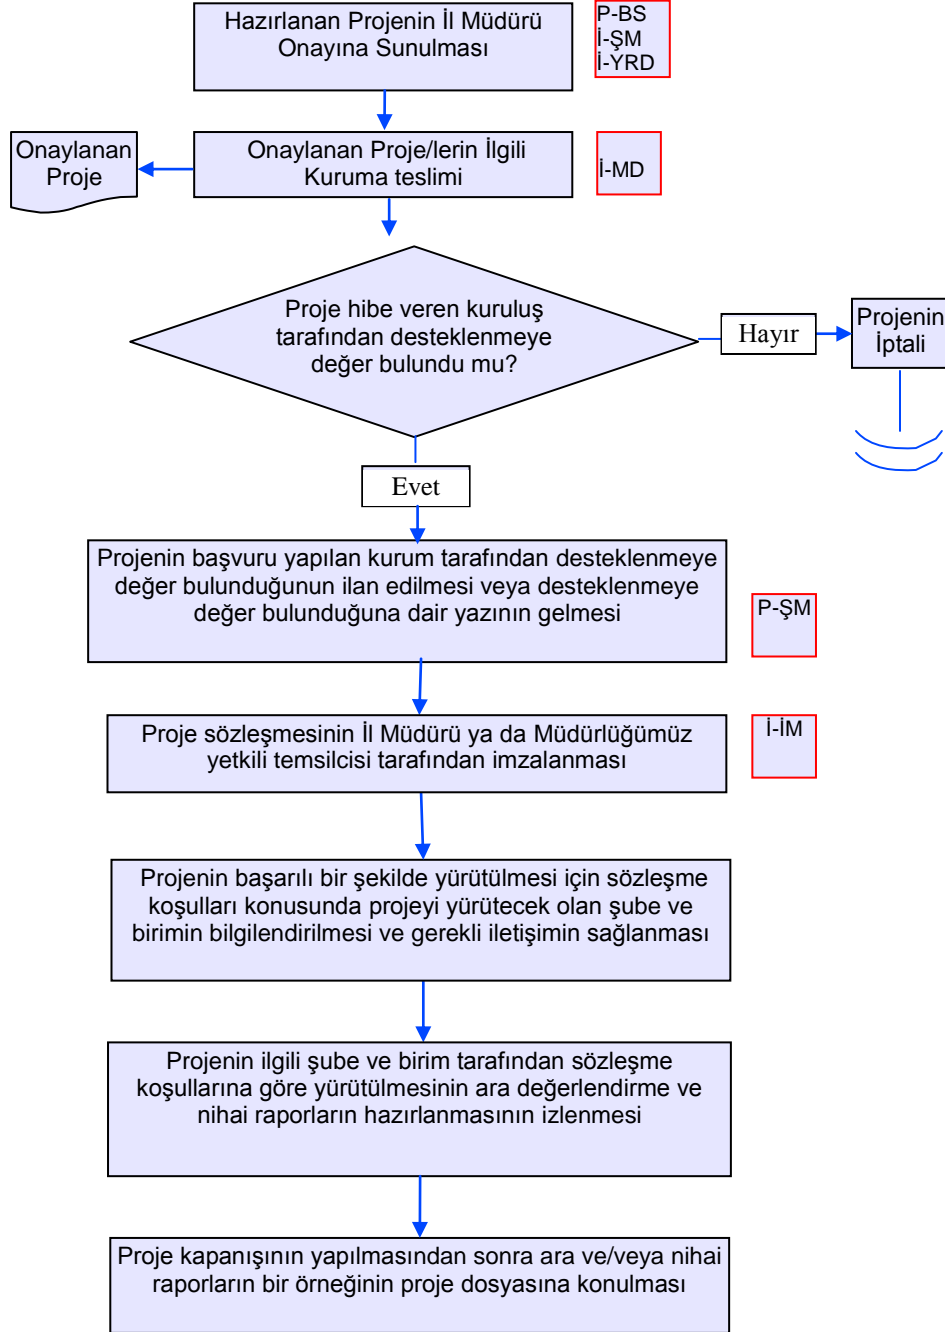 Hazırlanan Projenin İl Müdürü
Onayına Sunulması
P-BS
İ-ŞM
İ-YRD
Onaylanan
Proje
Onaylanan Proje/lerin İlgili
Kuruma teslimi
İ-MD
Proje hibe veren kuruluş
tarafından desteklenmeye
değer bulundu mu?
Hayır
Projenin
İptali
Evet
Projenin başvuru yapılan kurum tarafından desteklenmeye
değer bulunduğunun ilan edilmesi veya desteklenmeye
değer bulunduğuna dair yazının gelmesi
P-ŞM
Proje sözleşmesinin İl Müdürü ya da Müdürlüğümüz
yetkili temsilcisi tarafından imzalanması
İ-İM
Projenin başarılı bir şekilde yürütülmesi için sözleşme
koşulları konusunda projeyi yürütecek olan şube ve
birimin bilgilendirilmesi ve gerekli iletişimin sağlanması
Projenin ilgili şube ve birim tarafından sözleşme
koşullarına göre yürütülmesinin ara değerlendirme ve
nihai raporların hazırlanmasının izlenmesi
Proje kapanışının yapılmasından sonra ara ve/veya nihai
raporların bir örneğinin proje dosyasına konulması